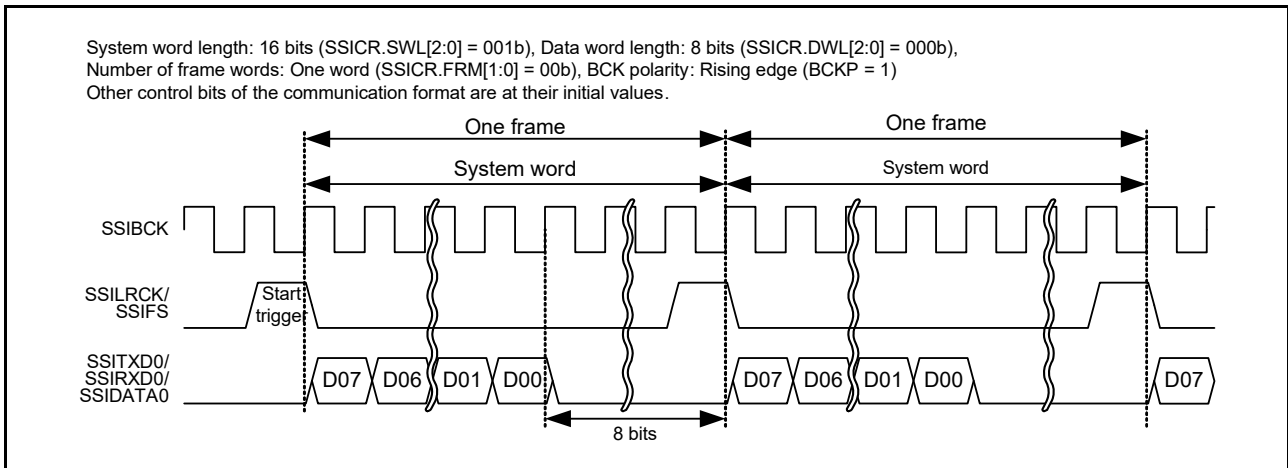 System word length: 16 bits (SSICR.SWL[2:0] = 001b), Data word length: 8 bits (SSICR.DWL[2:0] = 000b),
Number of frame words: One word (SSICR.FRM[1:0] = 00b), BCK polarity: Rising edge (BCKP = 1)
Other control bits of the communication format are at their initial values.
One frame
One frame
System word
System word
SSIBCK
SSILRCK/
SSIFS
Start
trigger
SSITXD0/
SSIRXD0/
SSIDATA0
D07 D06 D01 D00 D07 D06 D01 D00 D07
8 bits